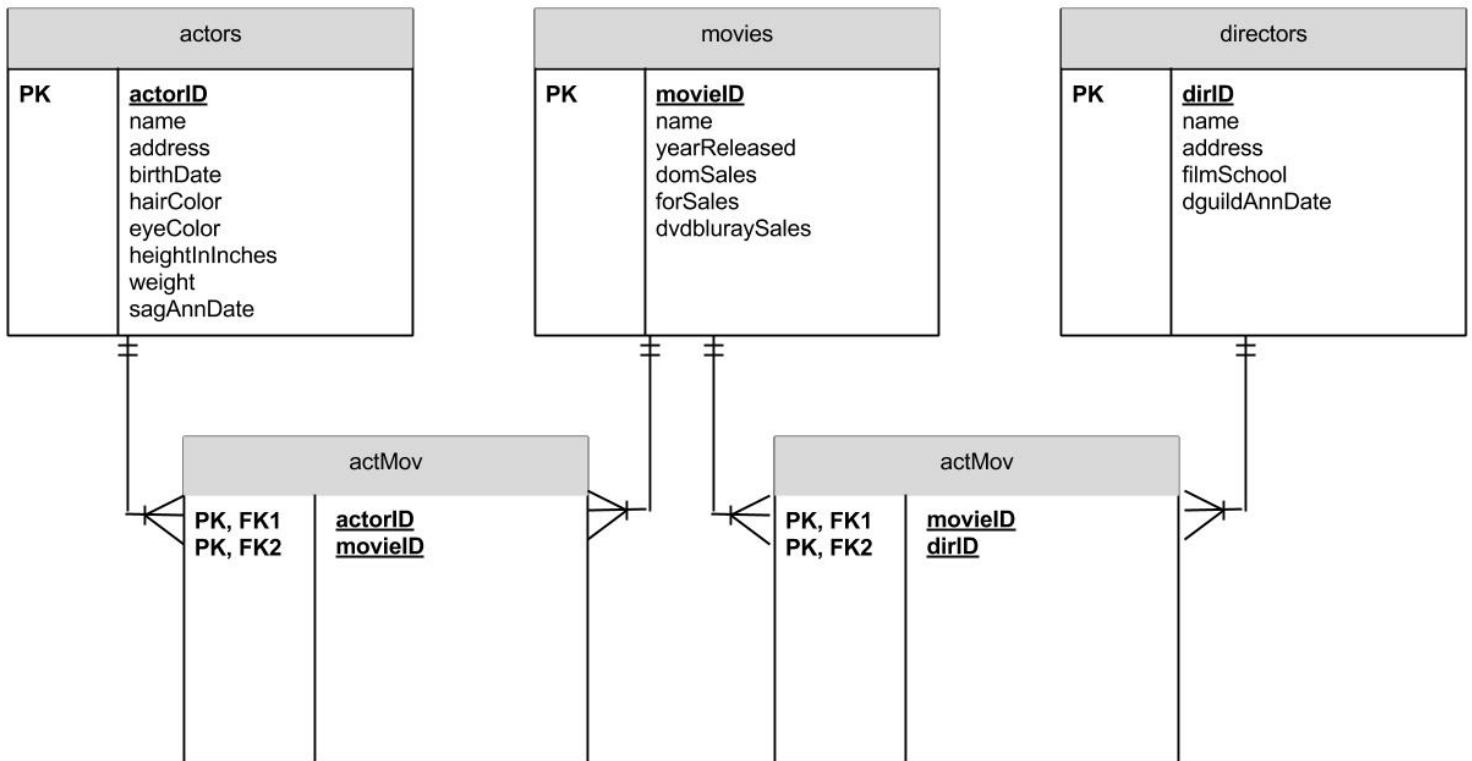 actors
PK actorID
name
address
birthDate
hairColor
eyeColor
heightInInches
weight
sagAnnDate
movies
PK movieID
name
yearReleased
domSales
forSales
dvdbluraySales
directors
PK dirID
name
address
filmSchool
dguildAnnDate
actMov
PK, FK1 actorID
PK, FK2 movieID
actMov
PK, FK1 movieID
PK, FK2 dirID